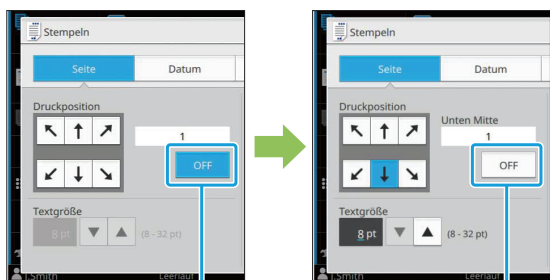 Stempeln
Seite
Datum
Druckposition
1
OFF
Textgröße
8 pt
(8 - 32 pt)
J.Smith
Leerlauf
Stempeln
Seite
Datum
Druckposition
Unten Mitte
1
OFF
Textgröße
8 pt
(8 - 32 pt)
J.Smith
Leerlauf